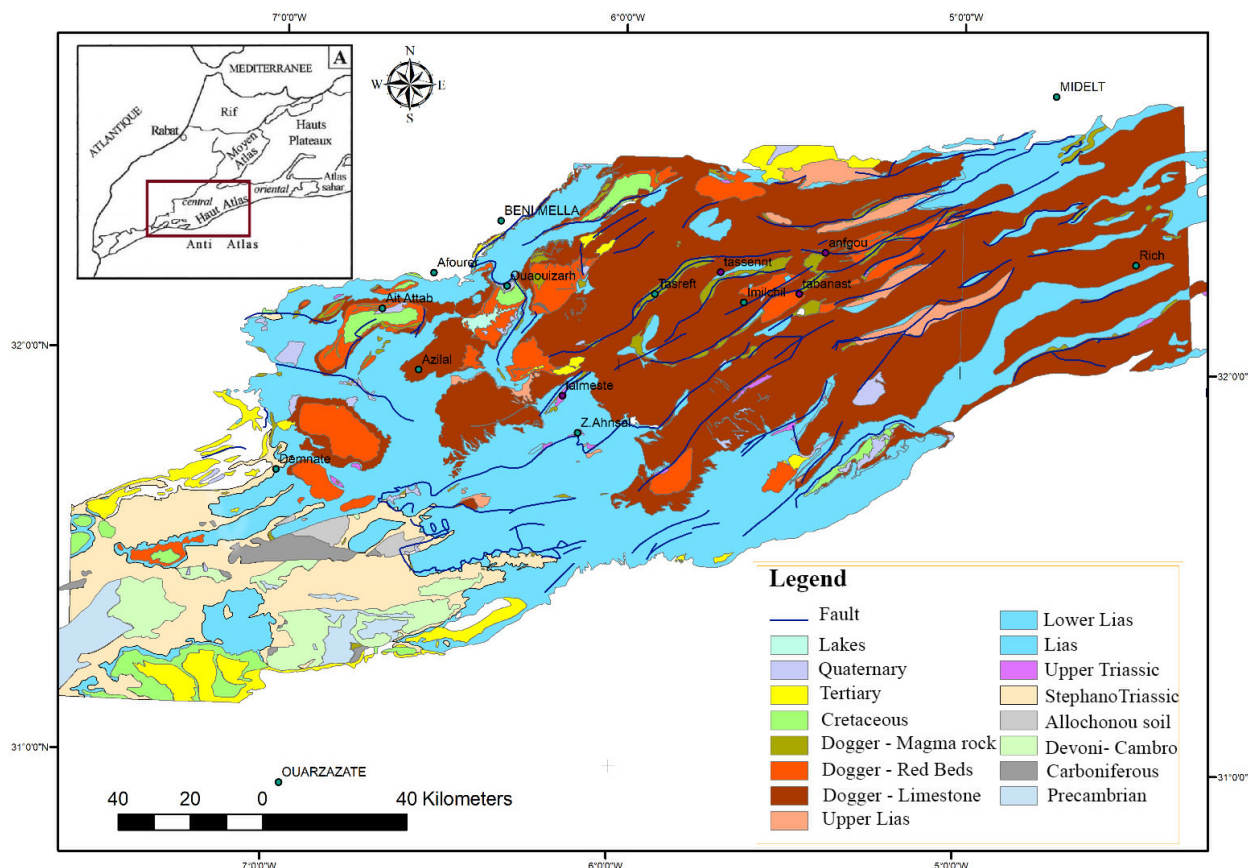 7°0'0"W
6°0'0"W
5°0'0"W
A
MEDITERRANEE
ATLANTIQUE
Rif
Rabat
Hauts
Plateaux
Moyen
Atlas
Atlas
sahar.
oriental
central
Haut Atlas
Anti Atlas
N
W
E
S
MIDELT
BENI MELLA
anfgou
Afourer
tassennt
Rich
Ouaouizarh
Tasreft
tabanast
Ait Attab
Imilchil
32°0'0"N
Azilal
32°0'0"N
talmeste
Z.Ahnsel
Demnate
31°0'0"N
31°0'0"N
OUARZAZATE
40 20 0 40 Kilometers
Legend
Fault
Lakes
Quaternary
Tertiary
Cretaceous
Dogger - Magma rock
Dogger - Red Beds
Dogger - Limestone
Upper Lias
Lower Lias
Lias
Upper Triassic
StephanoTriassic
Allochonou soil
Devoni- Cambro
Carboniferous
Precambrian
7°0'0"W
6°0'0"W
5°0'0"W